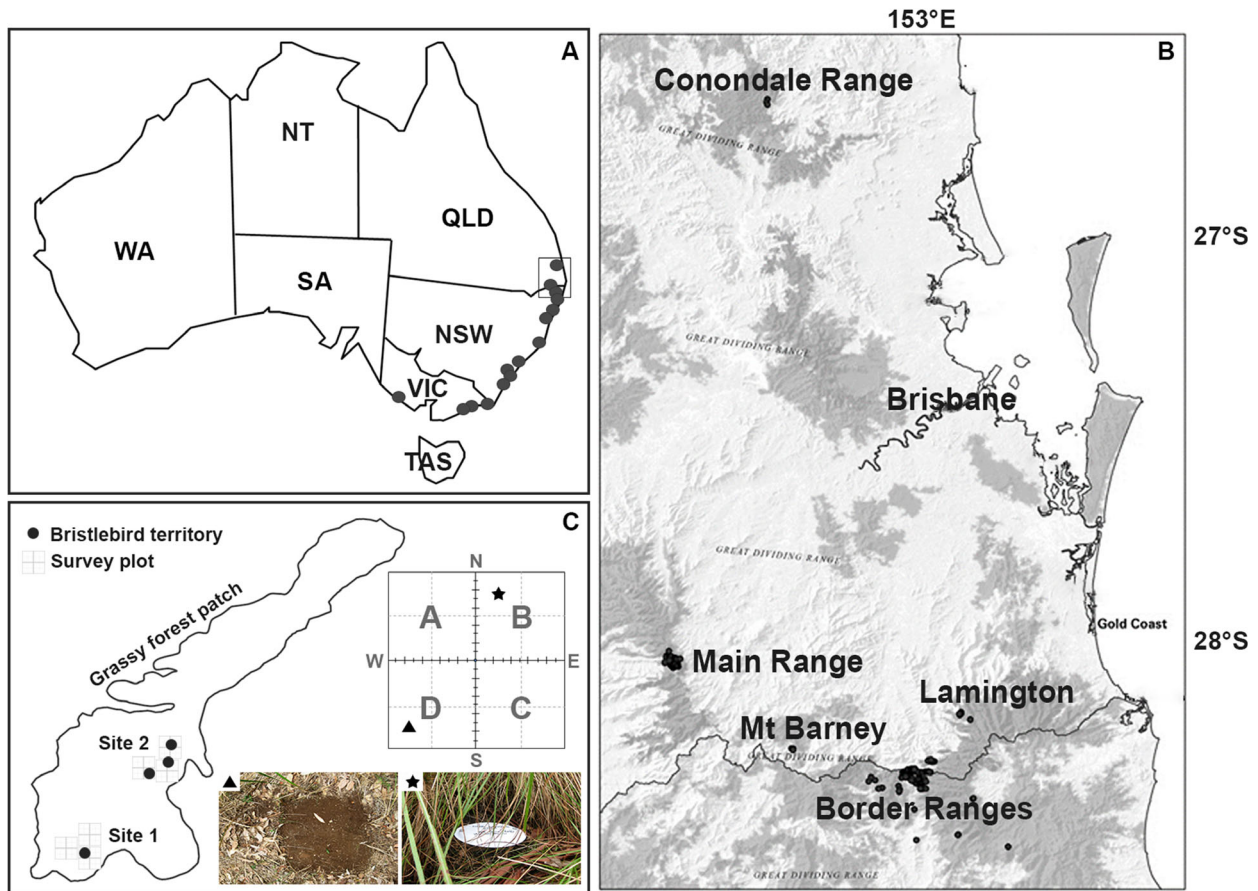 A
NT
QLD
WA
SA
NSW
VIC
TAS
153°E
B
Conondale Range
GREAT DIVIDING RANGE
27°S
GREAT DIVIDING RANGE
Brisbane
GREAT DIVIDING RANGE
Gold Coast
28°S
Main Range
Lamington
Mt Barney
GREAT DIVIDING RANGE
Border Ranges
GREAT DIVIDING RANGE
C
Bristlebird territory
Survey plot
Grassy forest patch
N
A
B
W
E
D
C
S
Site 2
Site 1